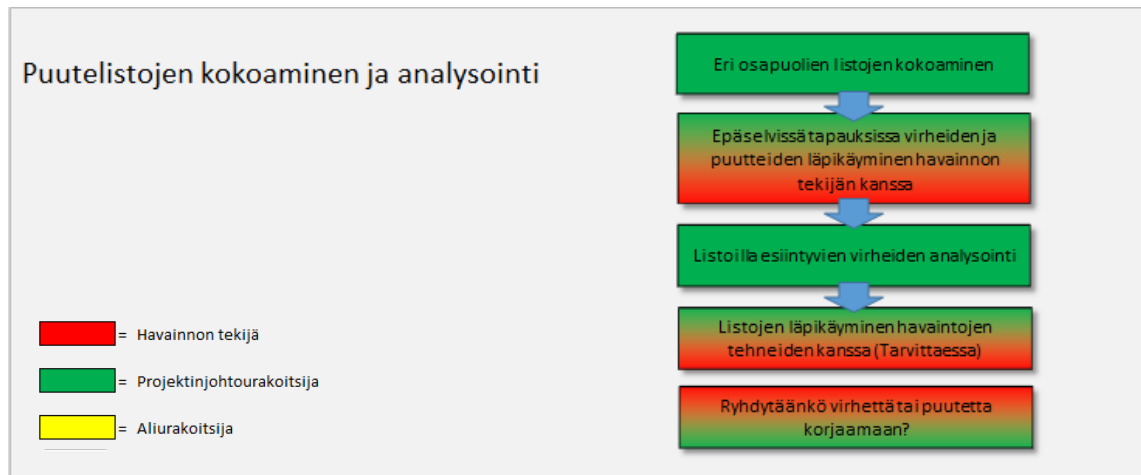 Puutelistojen kokoaminen ja analysointi
Eri osapuolien listojen kokoaminen
Epäselvissä tapauksissa virheiden ja
puutteiden läpikäyminen havainnon
tekijän kanssa
Listoilla esiintyvien virheiden analysointi
Listojen läpikäyminen havaintojen
tehneiden kanssa (Tarvittaessa)
Ryhdytäänkö virhettä tai puutetta
korjaamaan?
= Havainnon tekijä
= Projektinjohtourakoitsija
= Aliurakoitsija